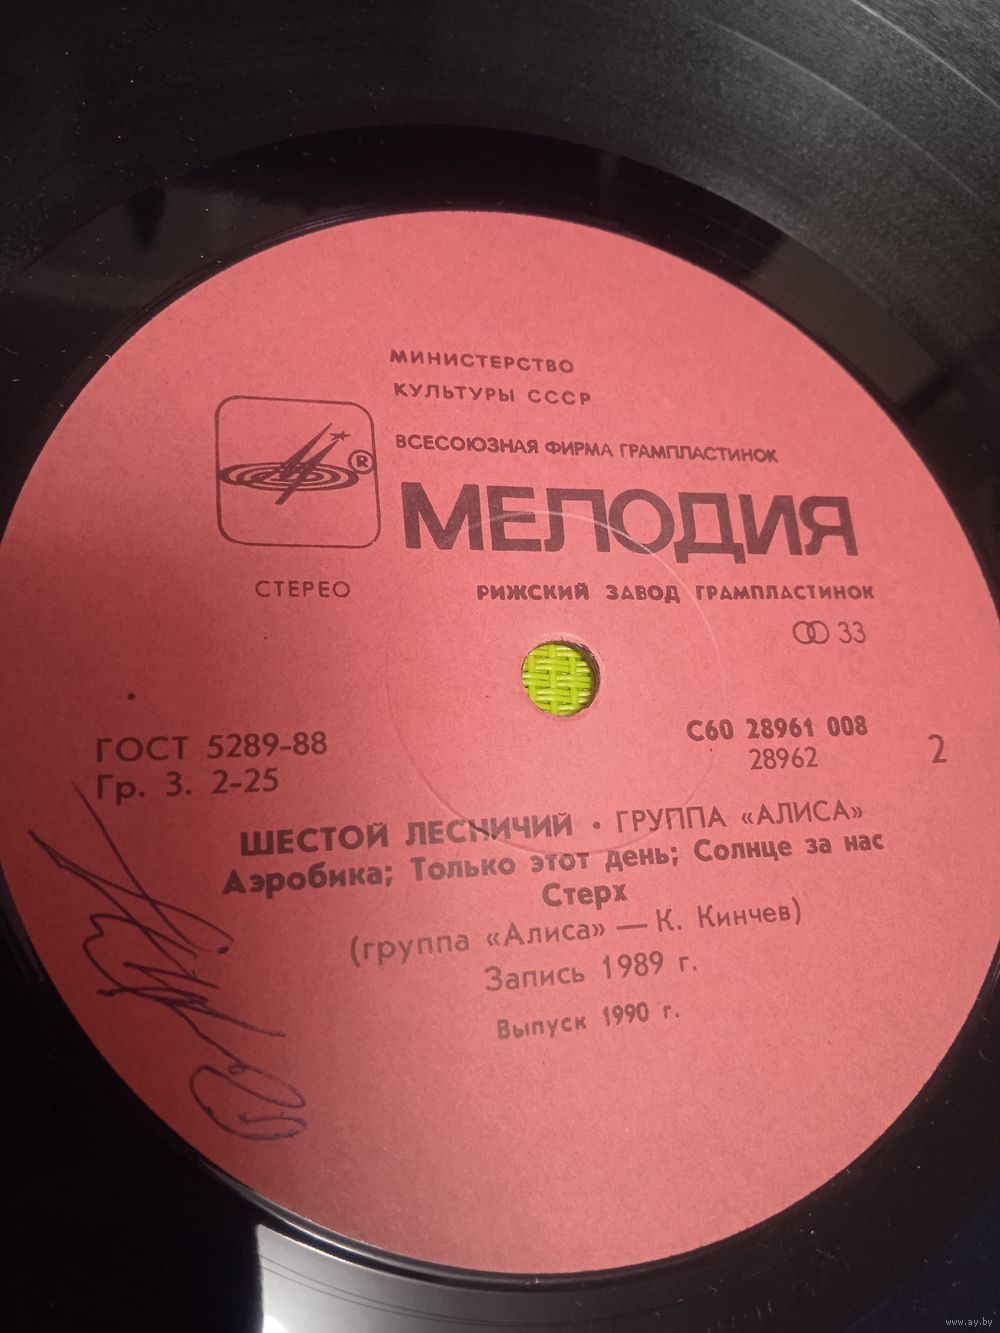 МИНИСТЕРСТВО
КУЛЬТУРЫ СССР
ВСЕСОЮЗНАЯ ФИРМА ГРАМПЛАСТИНОК
МЕЛОДИЯ
®
СТЕРЕО
РИЖСКИЙ ЗАВОД ГРАМПЛАСТИНОК
33
ГОСТ 5289-88
Гр. 3. 2-25
С60 28961 008
28962
2
ШЕСТОЙ ЛЕСНИЧИЙ • ГРУППА «АЛИСА»
Аэробика; Только этот день; Солнце за нас
Стерх
(группа «Алиса» — К. Кинчев)
Запись 1989 г.
Выпуск 1990 г.
www.ay.by